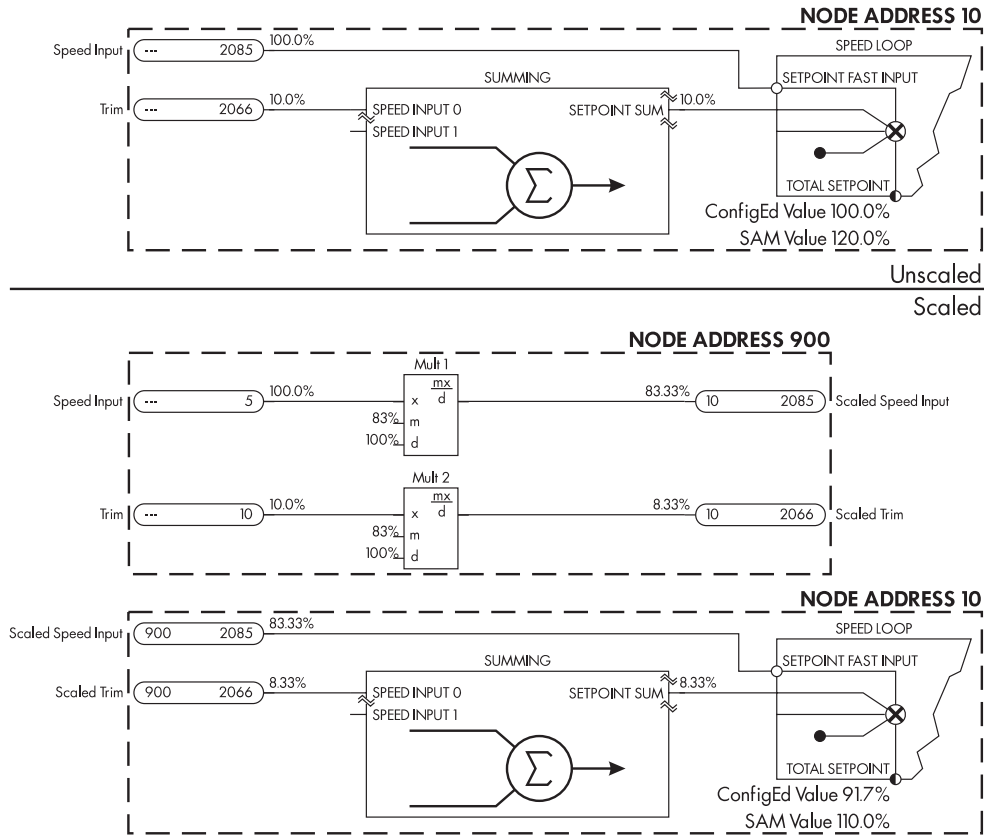 NODE ADDRESS 10
Speed Input --- 2085 100.0%
SPEED LOOP
SETPOINT FAST INPUT
SUMMING
Trim --- 2066 10.0%
SPEED INPUT 0
SETPOINT SUM 10.0%
SPEED INPUT 1
Σ
TOTAL SETPOINT
ConfigEd Value 100.0%
SAM Value 120.0%
Unscaled
Scaled
NODE ADDRESS 900
Mult 1
Speed Input --- 5 100.0%
x
mx
d
83.33% 10 2085 Scaled Speed Input
83% m
100% d
Mult 2
Trim --- 10 10.0%
x
mx
d
8.33% 10 2066 Scaled Trim
83% m
100% d
NODE ADDRESS 10
Scaled Speed Input 900 2085 83.33%
SPEED LOOP
SETPOINT FAST INPUT
SUMMING
Scaled Trim 900 2066 8.33%
SPEED INPUT 0
SETPOINT SUM 8.33%
SPEED INPUT 1
Σ
TOTAL SETPOINT
ConfigEd Value 91.7%
SAM Value 110.0%